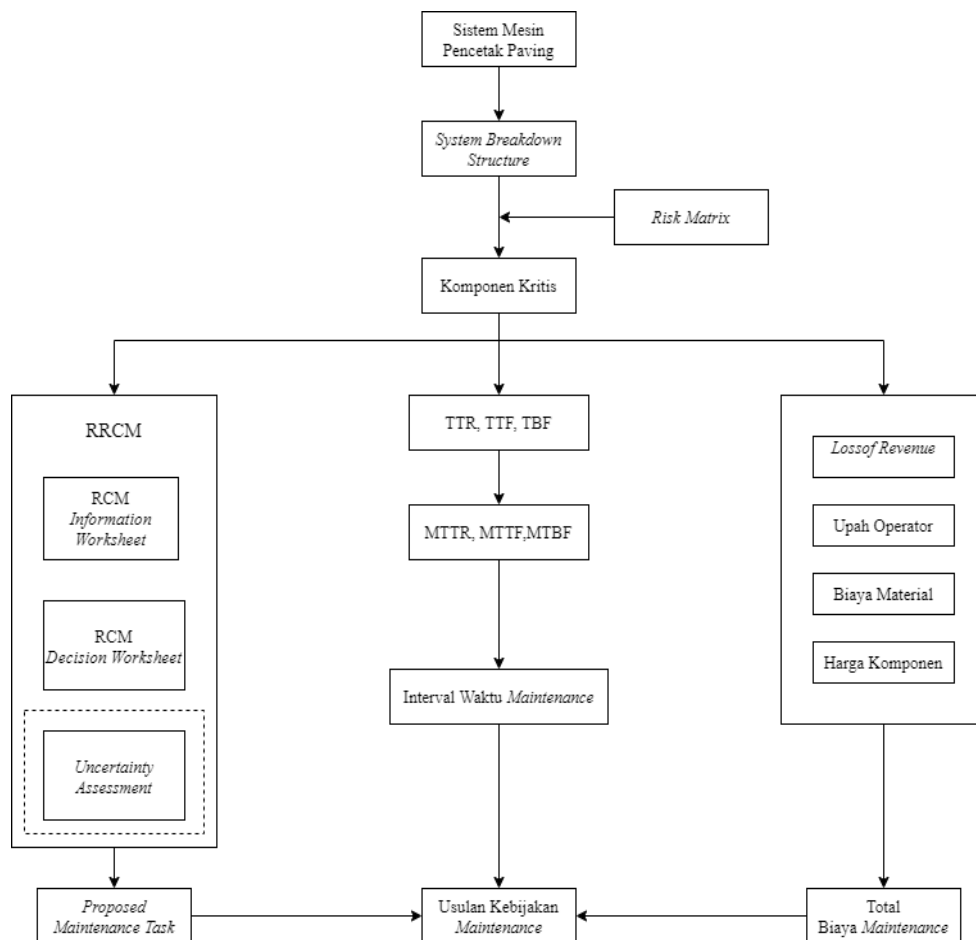 Sistem Mesin
Pencetak Paving
System Breakdown
Structure
Risk Matrix
Komponen Kritis
RRCM
RCM
Information
Worksheet
RCM
Decision Worksheet
Uncertainty
Assessment
Proposed
Maintenance Task
TTR, TTF, TBF
MTTR, MTTF,MTBF
Interval Waktu Maintenance
Usulan Kebijakan
Maintenance
Lossof Revenue
Upah Operator
Biaya Material
Harga Komponen
Total
Biaya Maintenance